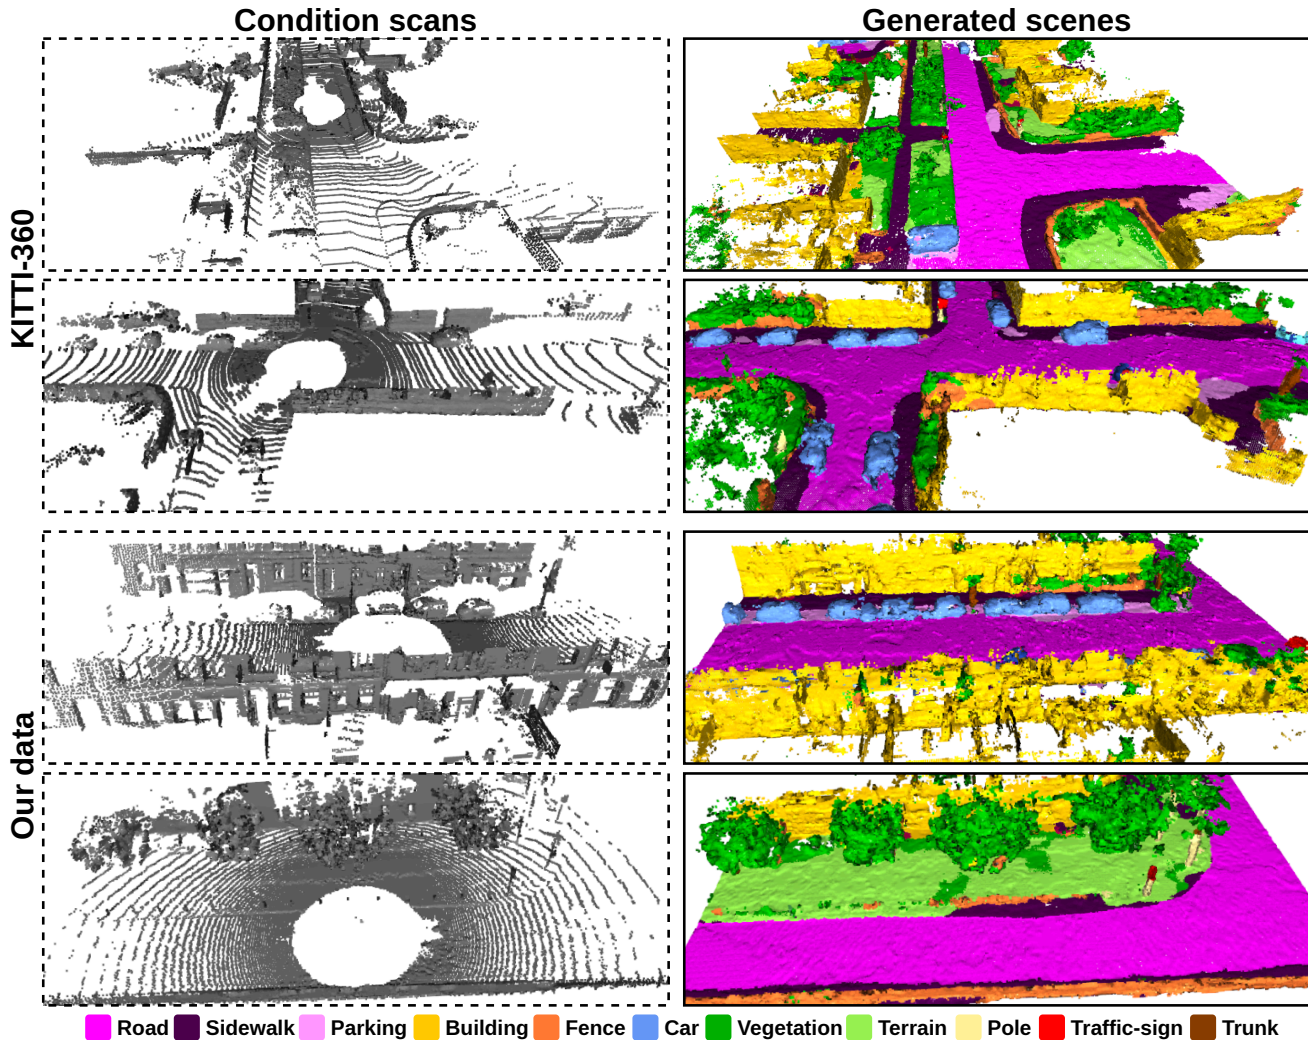 Condition scans
Generated scenes
KITTI-360
Our data
Road Sidewalk Parking Building Fence Car Vegetation Terrain Pole Traffic-sign Trunk